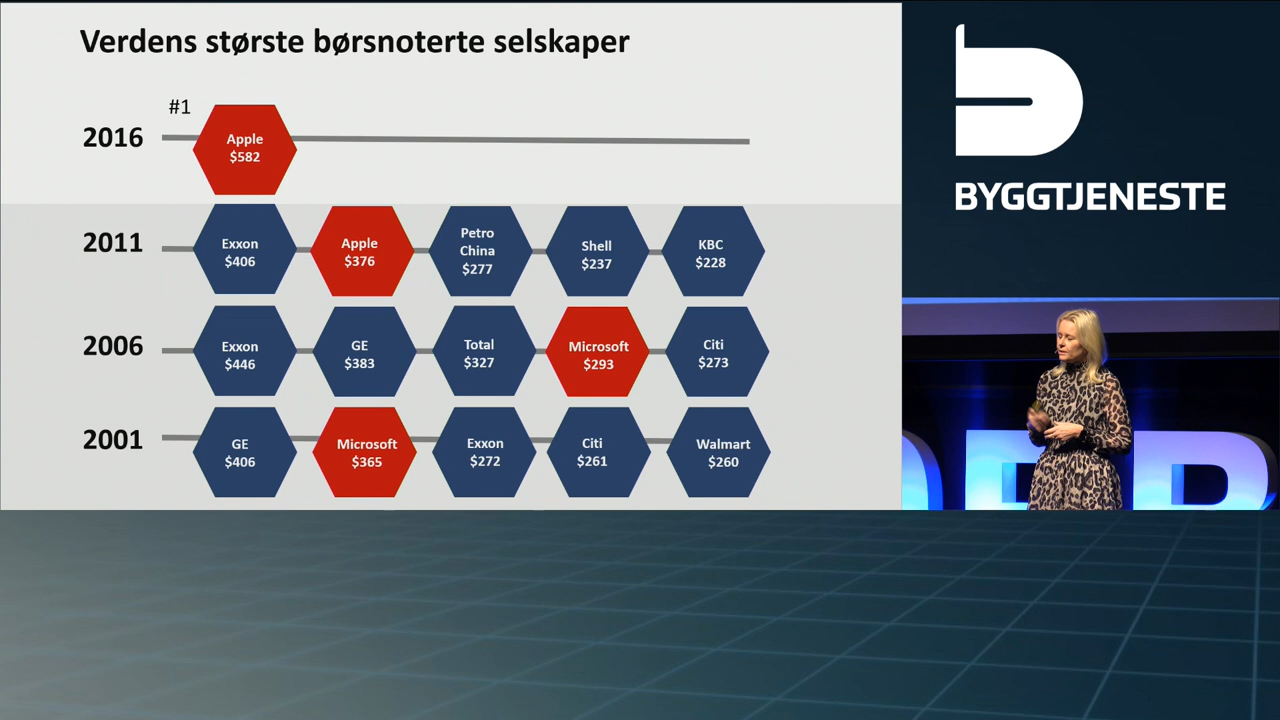 Verdens største børsnoterte selskaper
#1
2016
Apple
$582
2011
Exxon
$406
Apple
$376
Petro
China
$277
Shell
$237
KBC
$228
2006
Exxon
$446
GE
$383
Total
$327
Microsoft
$293
Citi
$273
2001
GE
$406
Microsoft
$365
Exxon
$272
Citi
$261
Walmart
$260
BYGGTJENESTE